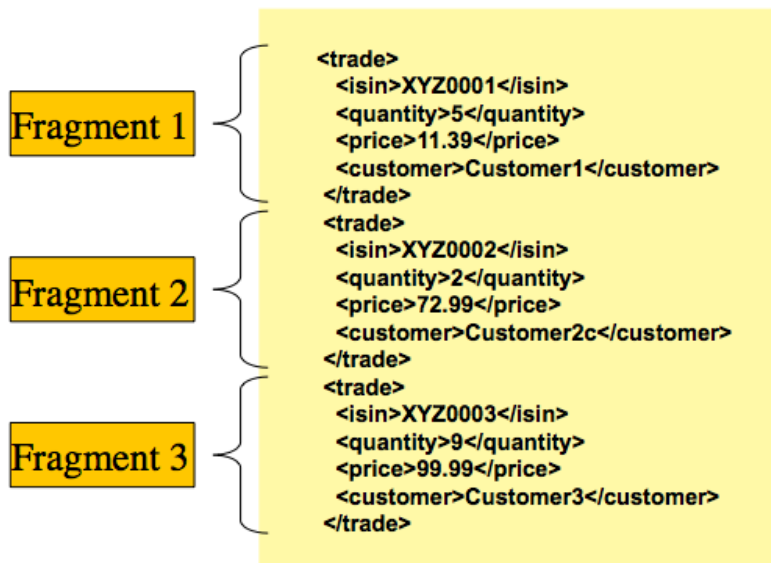 <trade>
<isin>XYZ0001</isin>
<quantity>5</quantity>
Fragment 1
<price>11.39</price>
<customer>Customer1</customer>
</trade>
<trade>
<isin>XYZ0002</isin>
<quantity>2</quantity>
Fragment 2
<price>72.99</price>
<customer>Customer2c</customer>
</trade>
<trade>
<isin>XYZ0003</isin>
<quantity>9</quantity>
Fragment 3
<price>99.99</price>
<customer>Customer3</customer>
</trade>